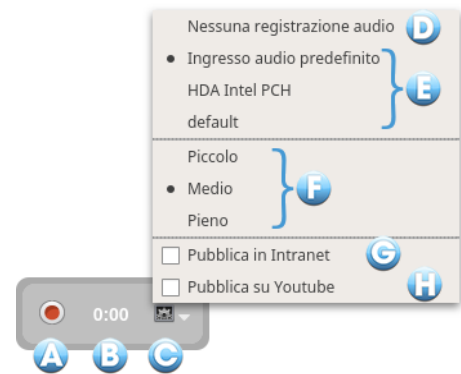 Nessuna registrazione audio D
Ingresso audio predefinito
HDA Intel PCH E
default
Piccolo
Medio F
Pieno
Pubblica in Intranet G
Pubblica su Youtube H
0:00
A B C